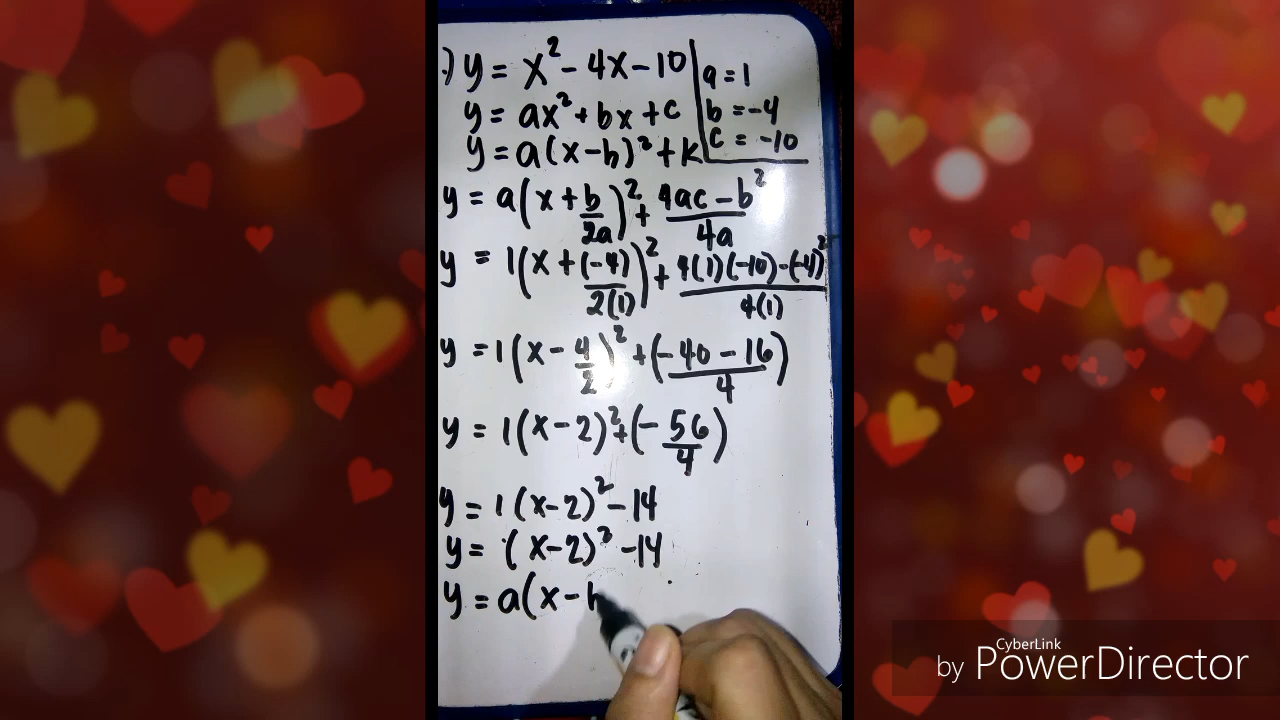 .) y = x² - 4x - 10 | a = 1
y = ax² + bx + c | b = -4
y = a(x - h)² + k | c = -10
y = a(x + b/2a)² + 4ac - b²/4a
y = 1(x + (-4)/2(1))² + 4(1)(-10) - (-4)²/4(1)
y = 1(x - 4/2)² + (-40 - 16/4)
y = 1(x - 2)² + (-56/4)
y = 1(x - 2)² - 14
y = (x - 2)² - 14
y = a(x - h
by CyberLink PowerDirector